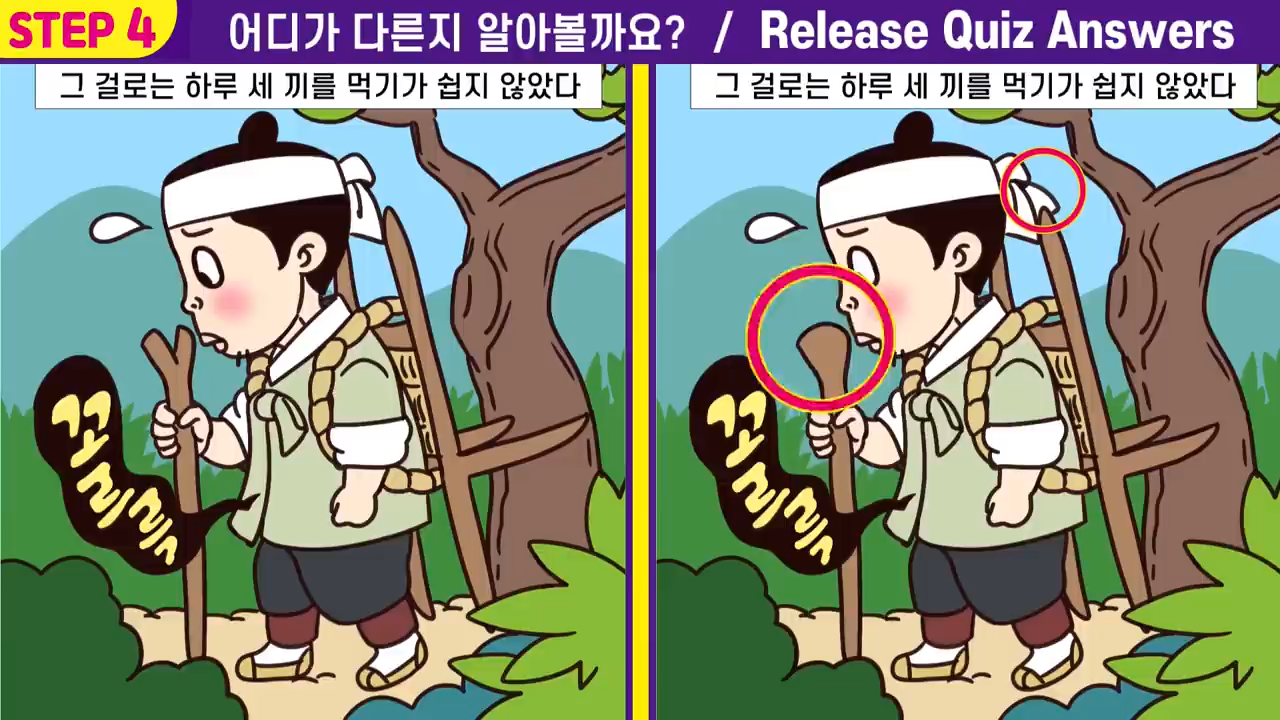 STEP 4
어디가 다른지 알아볼까요? / Release Quiz Answers
그 걸로는 하루 세 끼를 먹기가 쉽지 않았다
그 걸로는 하루 세 끼를 먹기가 쉽지 않았다
꼬르륵
꼬르륵